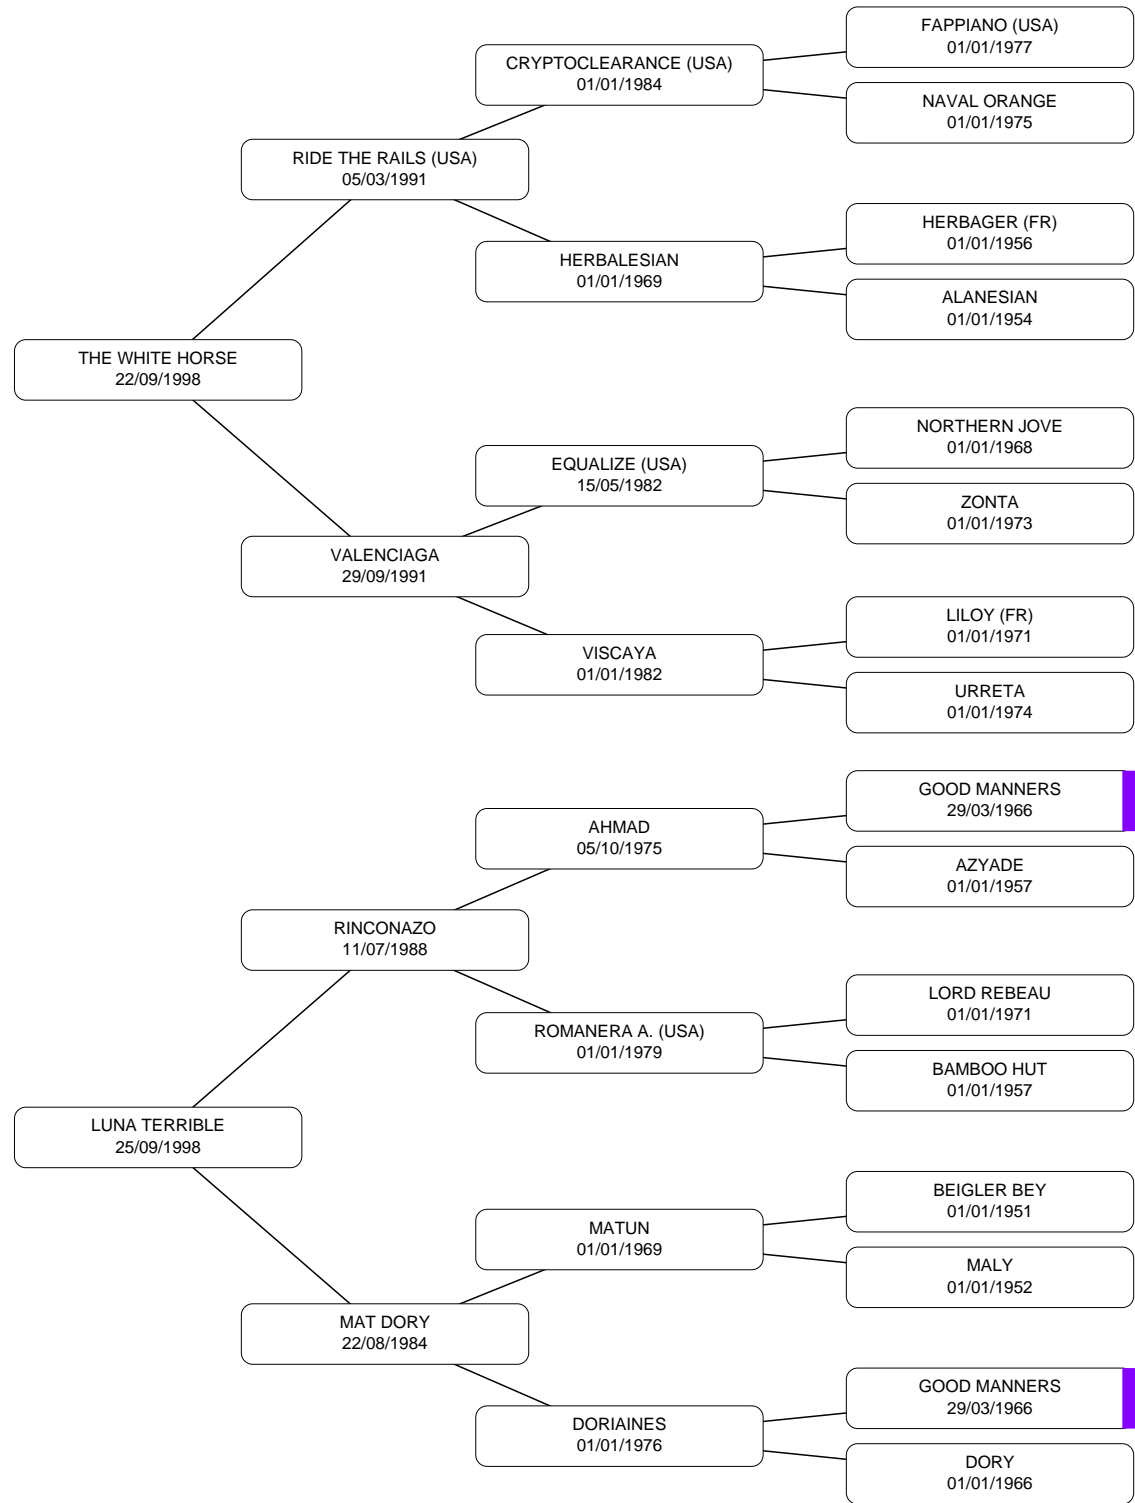 FAPPIANO (USA)
01/01/1977
CRYPTOCLEARANCE (USA)
01/01/1984
NAVAL ORANGE
01/01/1975
RIDE THE RAILS (USA)
05/03/1991
HERBAGER (FR)
01/01/1956
HERBALESIAN
01/01/1969
ALANESIAN
01/01/1954
THE WHITE HORSE
22/09/1998
NORTHERN JOVE
01/01/1968
EQUALIZE (USA)
15/05/1982
ZONTA
01/01/1973
VALENCIAGA
29/09/1991
LILOY (FR)
01/01/1971
VISCAYA
01/01/1982
URRETA
01/01/1974
GOOD MANNERS
29/03/1966
AHMAD
05/10/1975
AZYADE
01/01/1957
RINCONAZO
11/07/1988
LORD REBEAU
01/01/1971
ROMANERA A. (USA)
01/01/1979
BAMBOO HUT
01/01/1957
LUNA TERRIBLE
25/09/1998
BEIGLER BEY
01/01/1951
MATUN
01/01/1969
MALY
01/01/1952
MAT DORY
22/08/1984
GOOD MANNERS
29/03/1966
DORIAINES
01/01/1976
DORY
01/01/1966